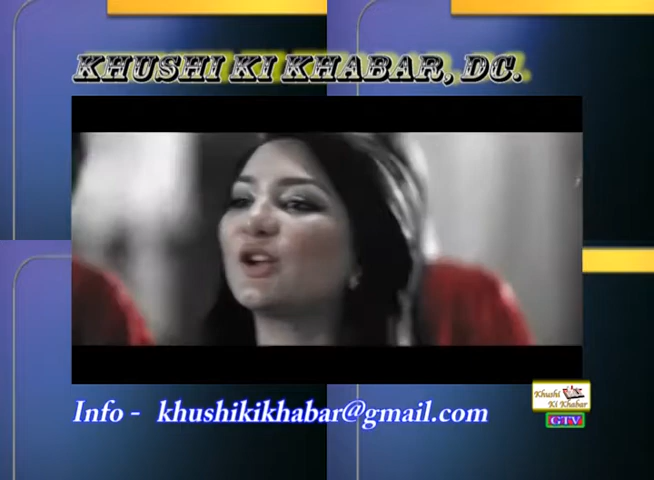 KHUSHI KI KHABAR, DC.
Info - khushikikhabar@gmail.com
Khushi
Ki Khabar
GTV